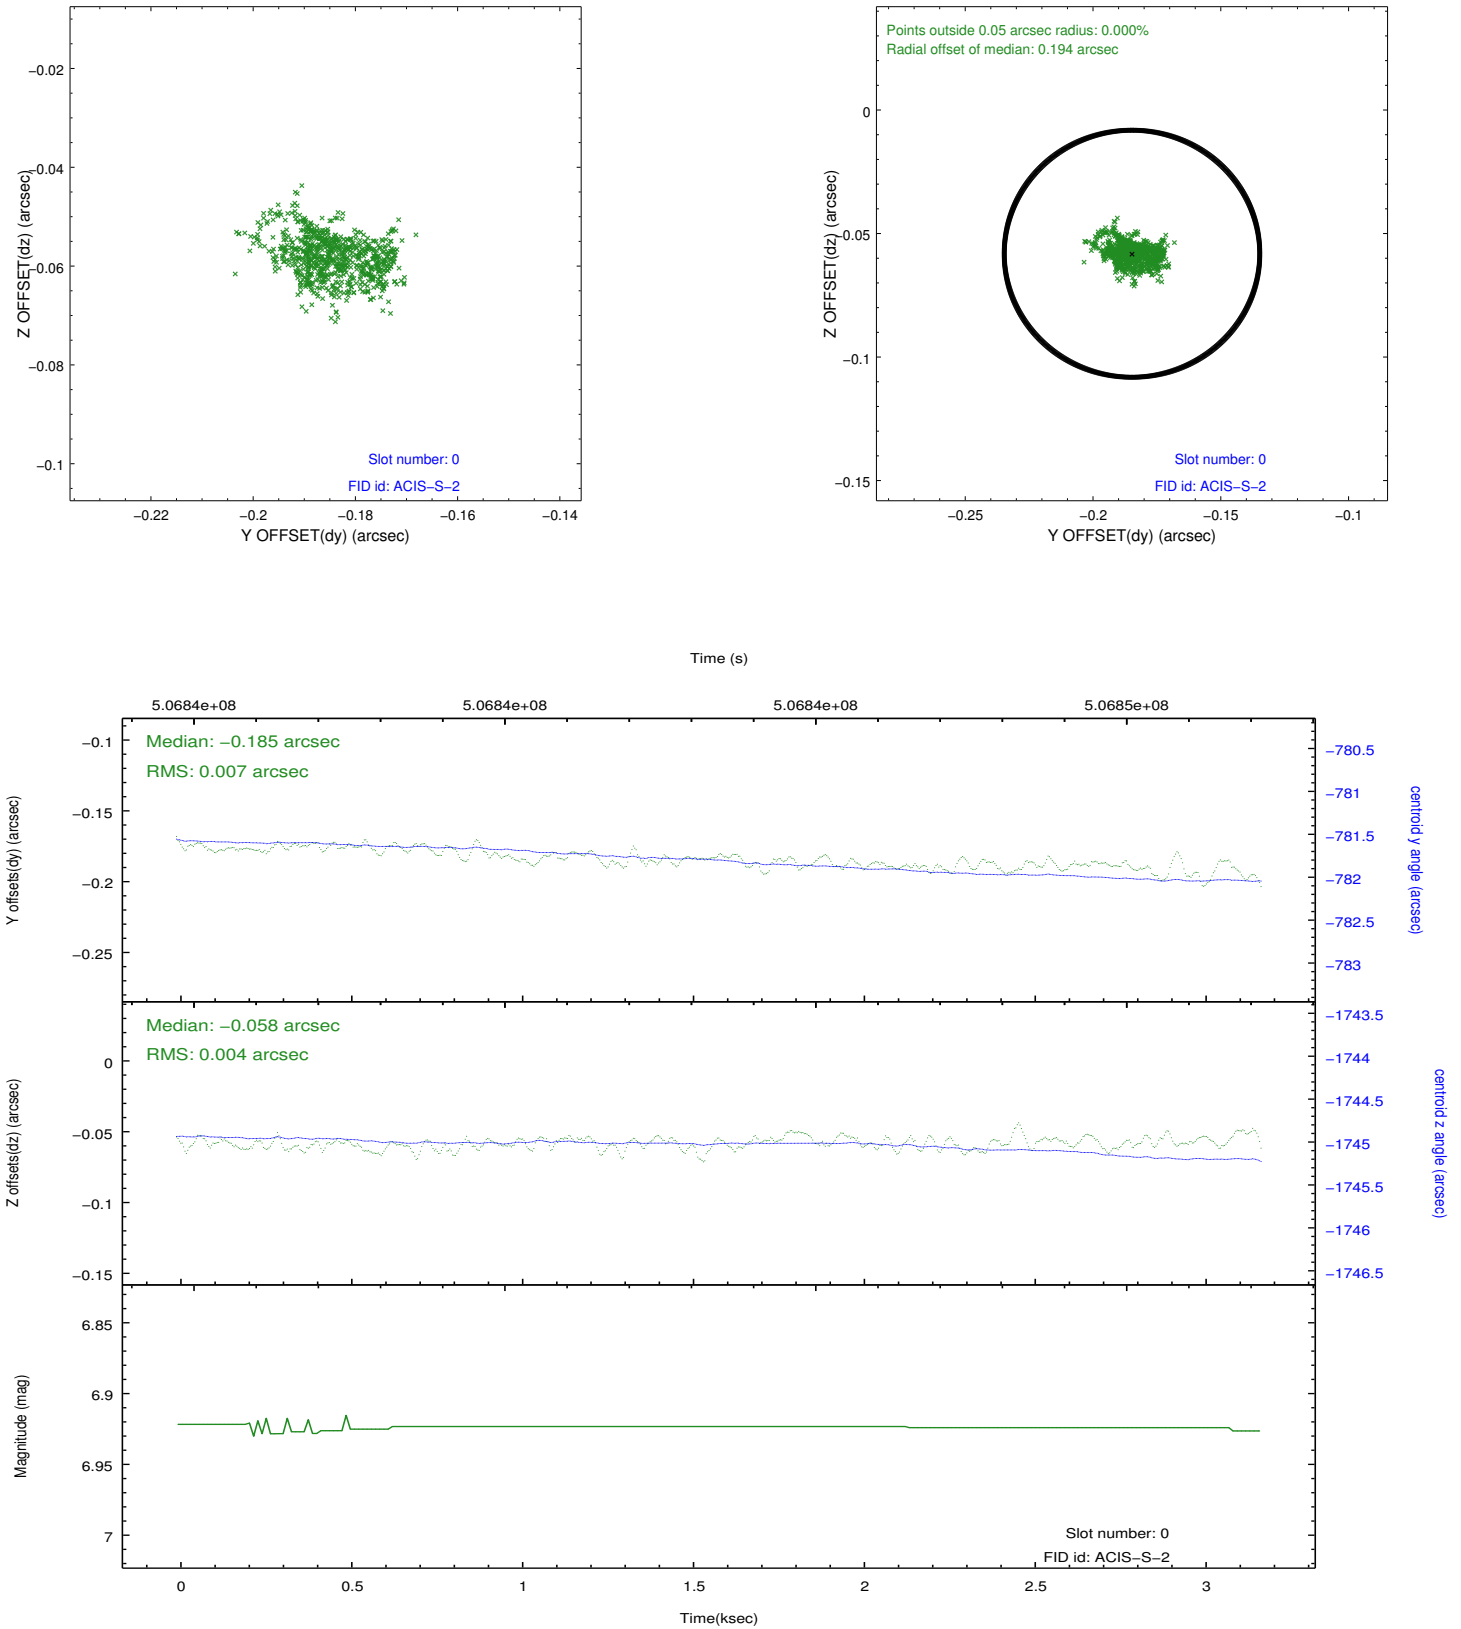 −0.02
−0.04
−0.06
−0.08
−0.1
Z OFFSET(dz) (arcsec)
Slot number: 0
FID id: ACIS−S−2
−0.22 −0.2 −0.18 −0.16 −0.14
Y OFFSET(dy) (arcsec)
Points outside 0.05 arcsec radius: 0.000%
Radial offset of median: 0.194 arcsec
0
−0.05
−0.1
−0.15
Z OFFSET(dz) (arcsec)
Slot number: 0
FID id: ACIS−S−2
−0.25 −0.2 −0.15 −0.1
Y OFFSET(dy) (arcsec)
Time (s)
5.0684e+08 5.0684e+08 5.0684e+08 5.0685e+08
Median: −0.185 arcsec
RMS: 0.007 arcsec
−0.1
−0.15
−0.2
−0.25
Y offsets(dy) (arcsec)
−780.5
−781
−781.5
−782
−782.5
−783
centroid y angle (arcsec)
Median: −0.058 arcsec
RMS: 0.004 arcsec
0
−0.05
−0.1
−0.15
Z offsets(dz) (arcsec)
−1743.5
−1744
−1744.5
−1745
−1745.5
−1746
−1746.5
centroid z angle (arcsec)
6.85
6.9
6.95
7
Magnitude (mag)
Slot number: 0
FID id: ACIS−S−2
0 0.5 1 1.5 2 2.5 3
Time(ksec)